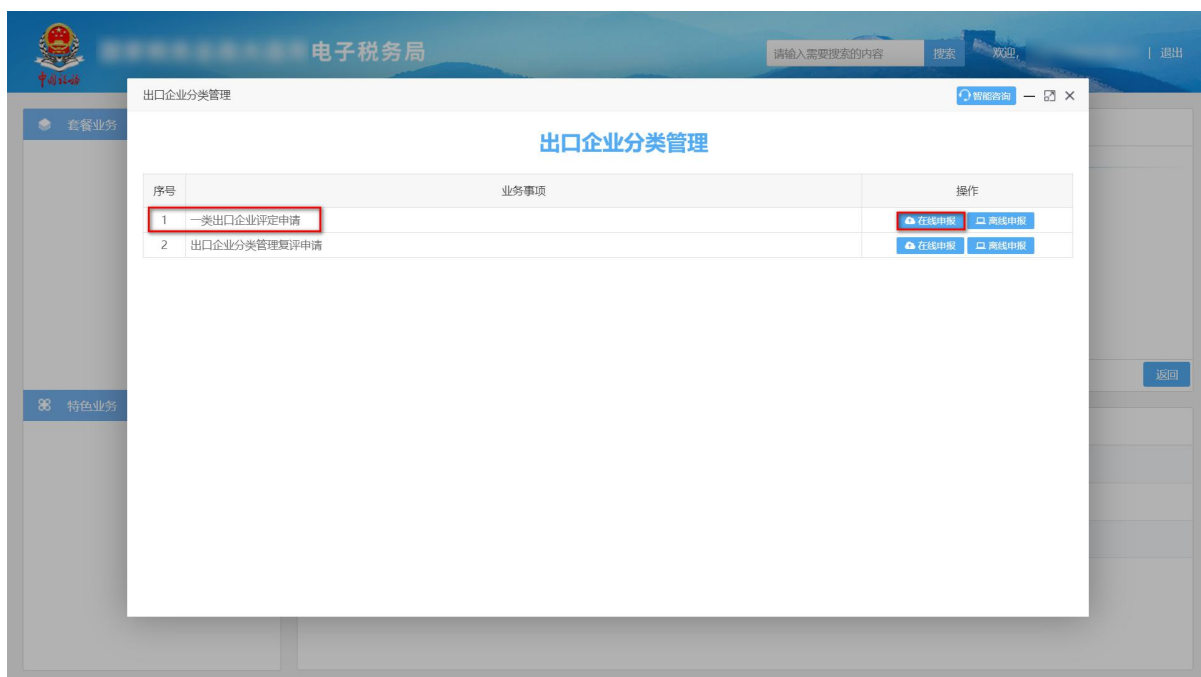 电子税务局
请输入需要搜索的内容 搜索 欢迎, | 退出
中国税务
出口企业分类管理 智能咨询
套餐业务
出口企业分类管理
序号 业务事项 操作
1 一类出口企业评定申请 在线申报 离线申报
2 出口企业分类管理复评申请 在线申报 离线申报
返回
特色业务